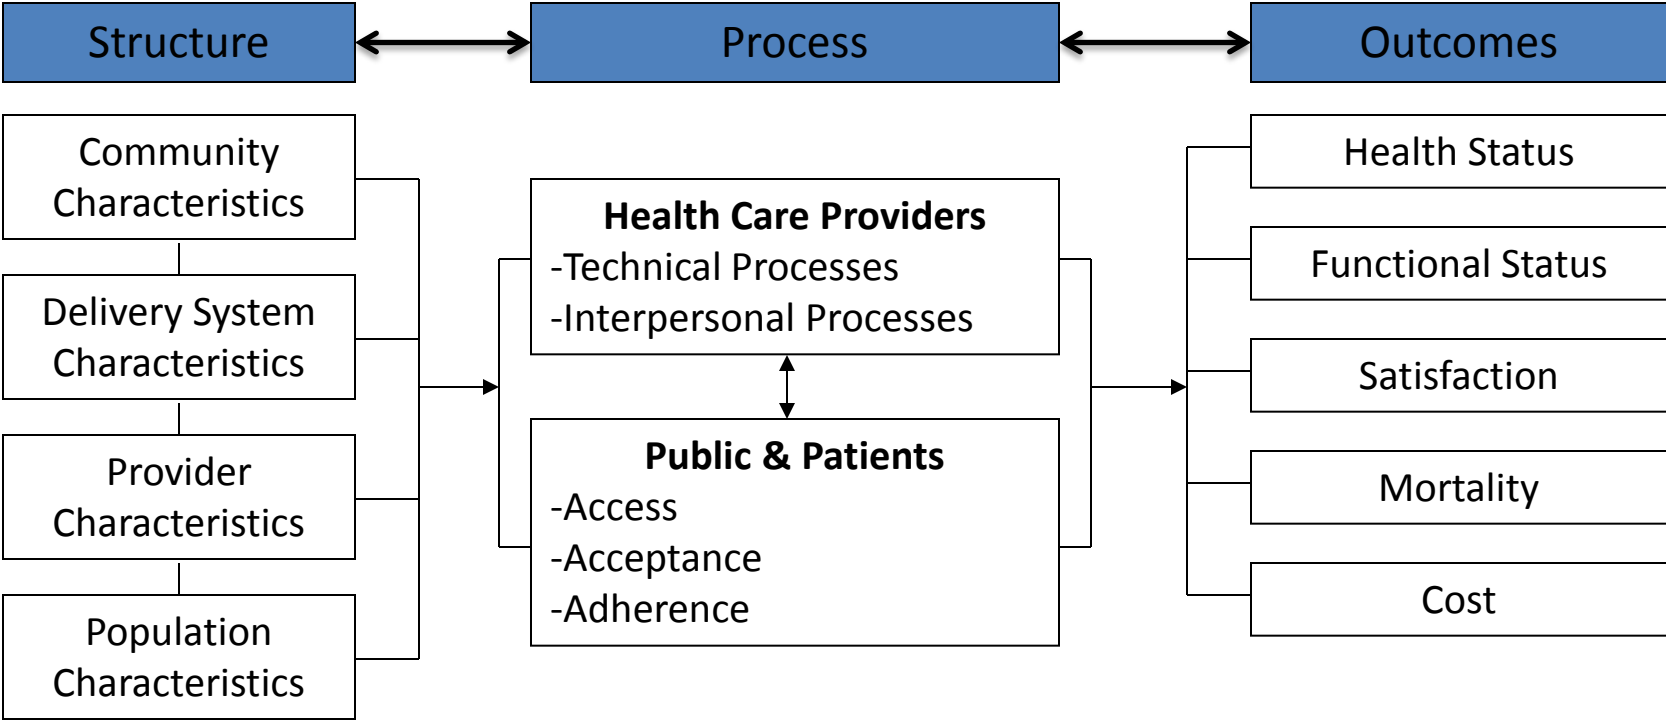 Structure
Process
Outcomes
Community
Characteristics
Delivery System
Characteristics
Provider
Characteristics
Population
Characteristics
Health Care Providers
-Technical Processes
-Interpersonal Processes
Public & Patients
-Access
-Acceptance
-Adherence
Health Status
Functional Status
Satisfaction
Mortality
Cost